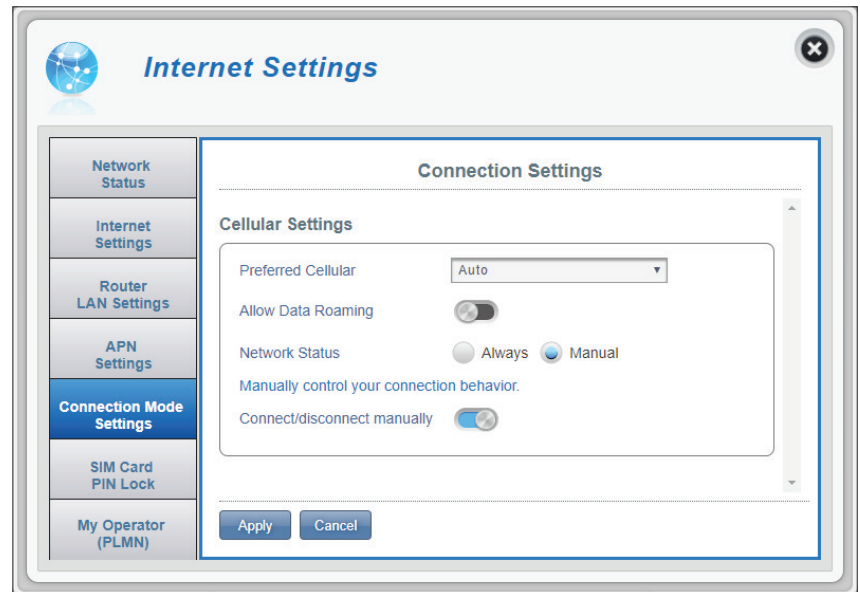 Internet Settings
Network
Status
Internet
Settings
Router
LAN Settings
APN
Settings
Connection Mode
Settings
SIM Card
PIN Lock
My Operator
(PLMN)
Connection Settings
Cellular Settings
Preferred Cellular Auto
Allow Data Roaming
Network Status Always Manual
Manually control your connection behavior.
Connect/disconnect manually
Apply Cancel